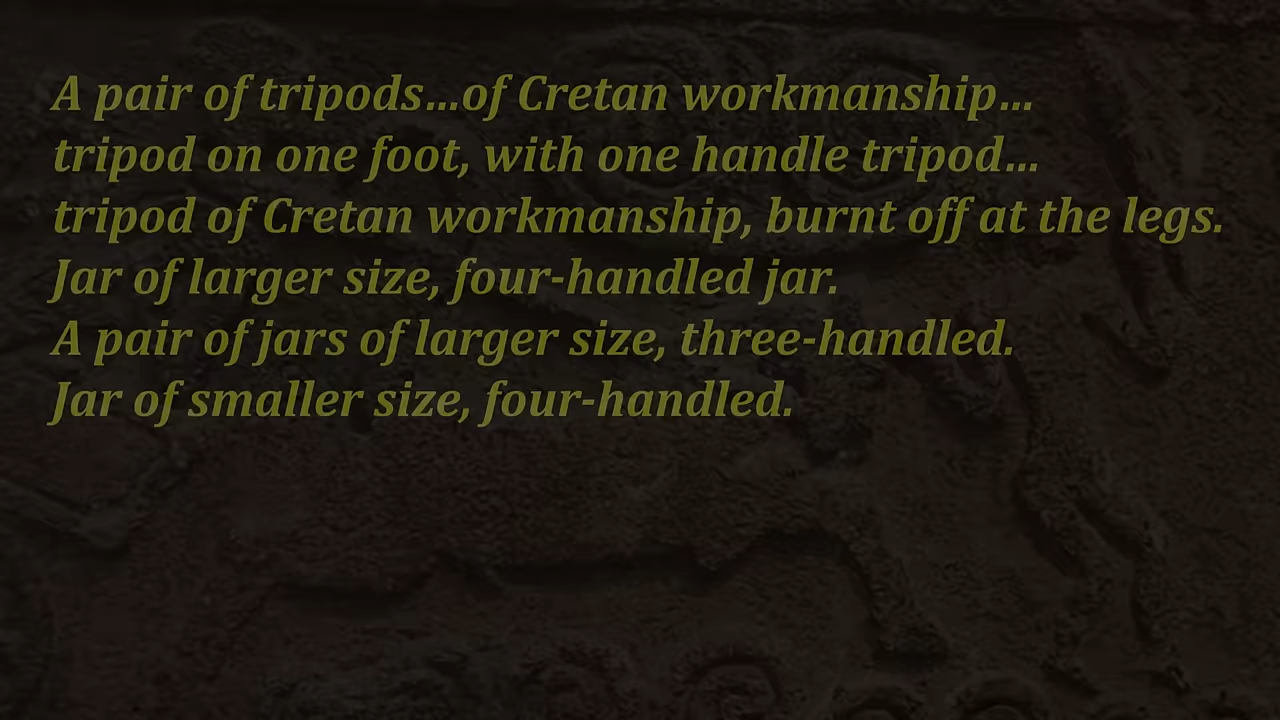 A pair of tripods...of Cretan workmanship...
tripod on one foot, with one handle tripod...
tripod of Cretan workmanship, burnt off at the legs.
Jar of larger size, four-handled jar.
A pair of jars of larger size, three-handled.
Jar of smaller size, four-handled.